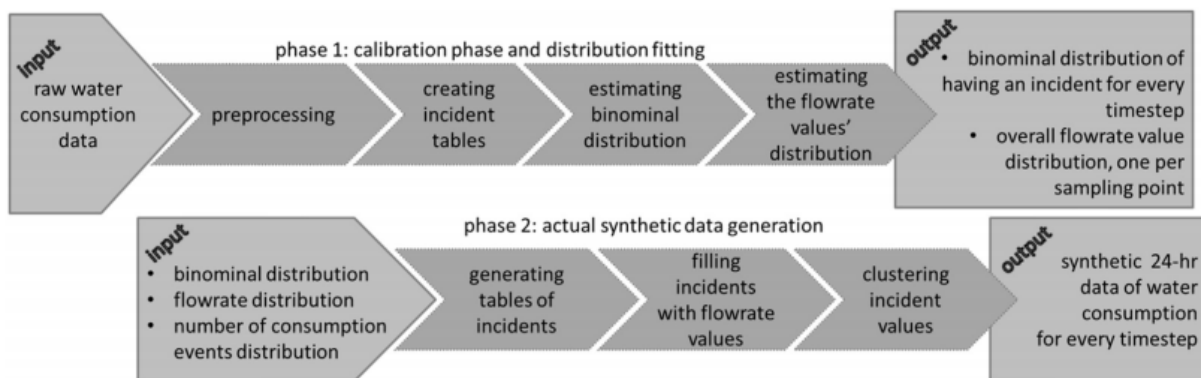 input
raw water
consumption
data
phase 1: calibration phase and distribution fitting
preprocessing
creating
incident
tables
estimating
binominal
distribution
estimating
the flowrate
values’
distribution
output
• binominal distribution of
having an incident for every
timestep
• overall flowrate value
distribution, one per
sampling point
phase 2: actual synthetic data generation
input
• binominal distribution
• flowrate distribution
• number of consumption
events distribution
generating
tables of
incidents
filling
incidents
with flowrate
values
clustering
incident
values
output
synthetic 24-hr
data of water
consumption
for every timestep